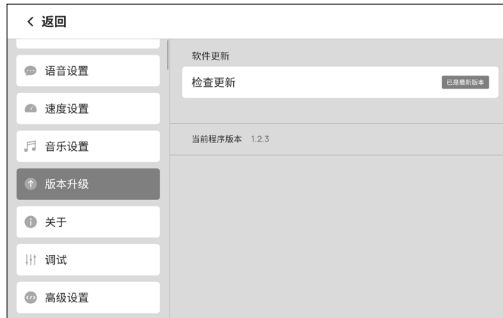 返回
语音设置
速度设置
音乐设置
版本升级
关于
调试
高级设置
软件更新
检查更新
已是最新版本
当前程序版本 1.2.3